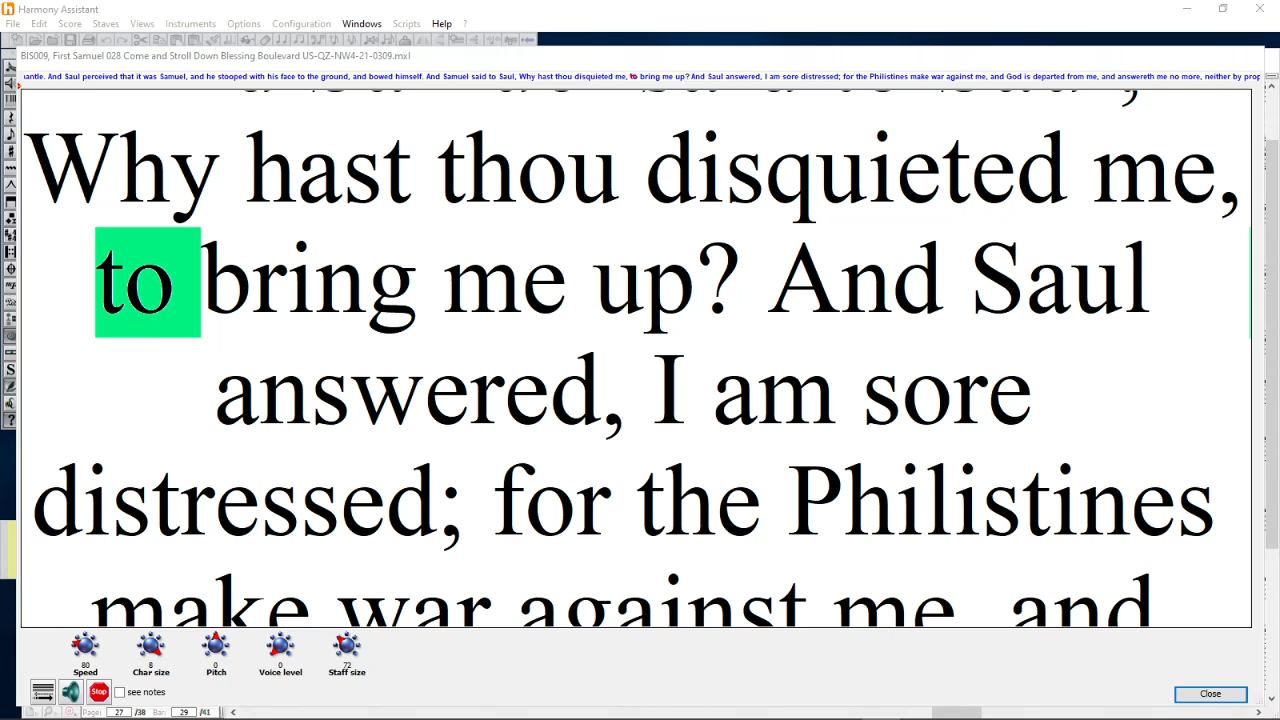 Harmony Assistant
File Edit Score Staves Views Instruments Options Configuration Windows Scripts Help ?
BIS009, First Samuel 028 Come and Stroll Down Blessing Boulevard US-QZ-NW4-21-0309.mxl
mantle. And Saul perceived that it was Samuel, and he stooped with his face to the ground, and bowed himself. And Samuel said to Saul, Why hast thou disquieted me, to bring me up? And Saul answered, I am sore distressed; for the Philistines make war against me, and God is departed from me, and answereth me no more, neither by prop
Why hast thou disquieted me,
to bring me up? And Saul
answered, I am sore
distressed; for the Philistines
make war against me, and
80 8 0 0 72
Speed Char size Pitch Voice level Staff size
Stop see notes Close
Page: 27 /38 Bar: 29 /41